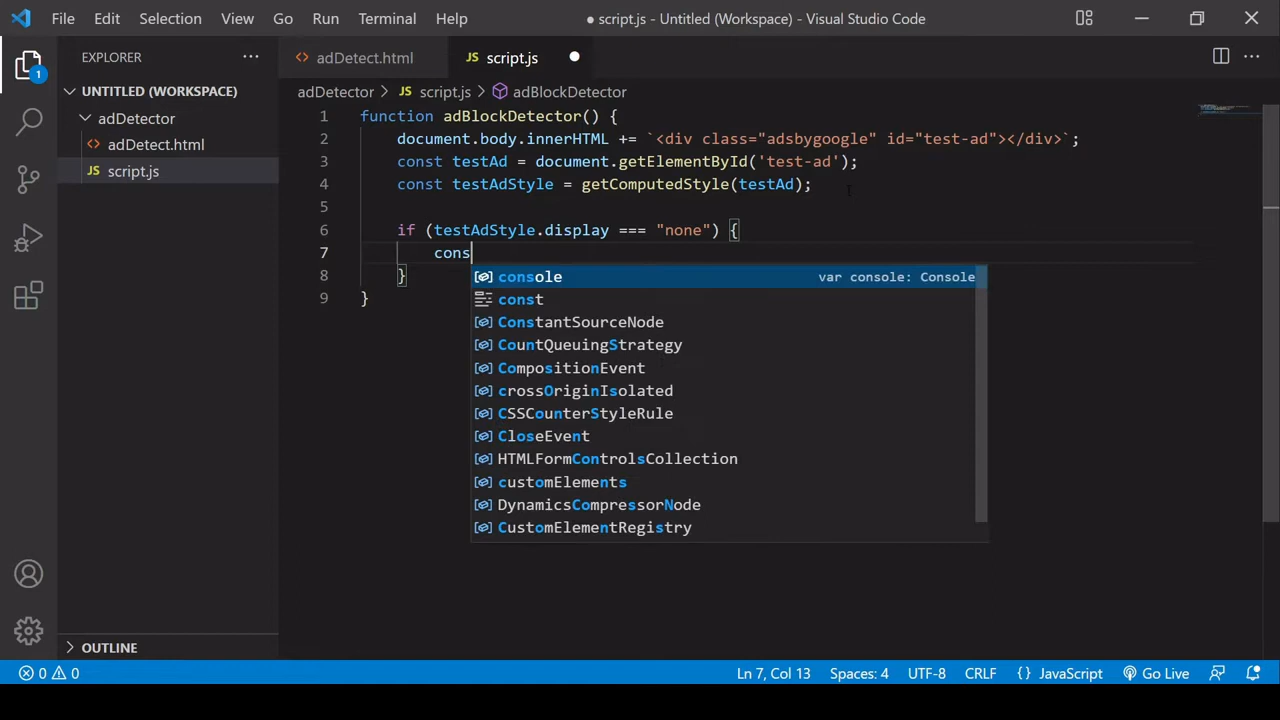 File Edit Selection View Go Run Terminal Help
● script.js - Untitled (Workspace) - Visual Studio Code
EXPLORER
1
UNTITLED (WORKSPACE)
adDetector
<> adDetect.html
JS script.js
OUTLINE
<> adDetect.html
JS script.js
adDetector > JS script.js > adBlockDetector
1 function adBlockDetector() {
2 document.body.innerHTML += `<div class="adsbygoogle" id="test-ad"></div>`;
3 const testAd = document.getElementById('test-ad');
4 const testAdStyle = getComputedStyle(testAd);
5
6 if (testAdStyle.display === "none") {
7 cons
8 }
9 }
console var console: Console
const
ConstantSourceNode
CountQueuingStrategy
CompositionEvent
crossOriginIsolated
CSSCounterStyleRule
CloseEvent
HTMLFormControlsCollection
customElements
DynamicsCompressorNode
CustomElementRegistry
0 0 Ln 7, Col 13 Spaces: 4 UTF-8 CRLF {} JavaScript Go Live